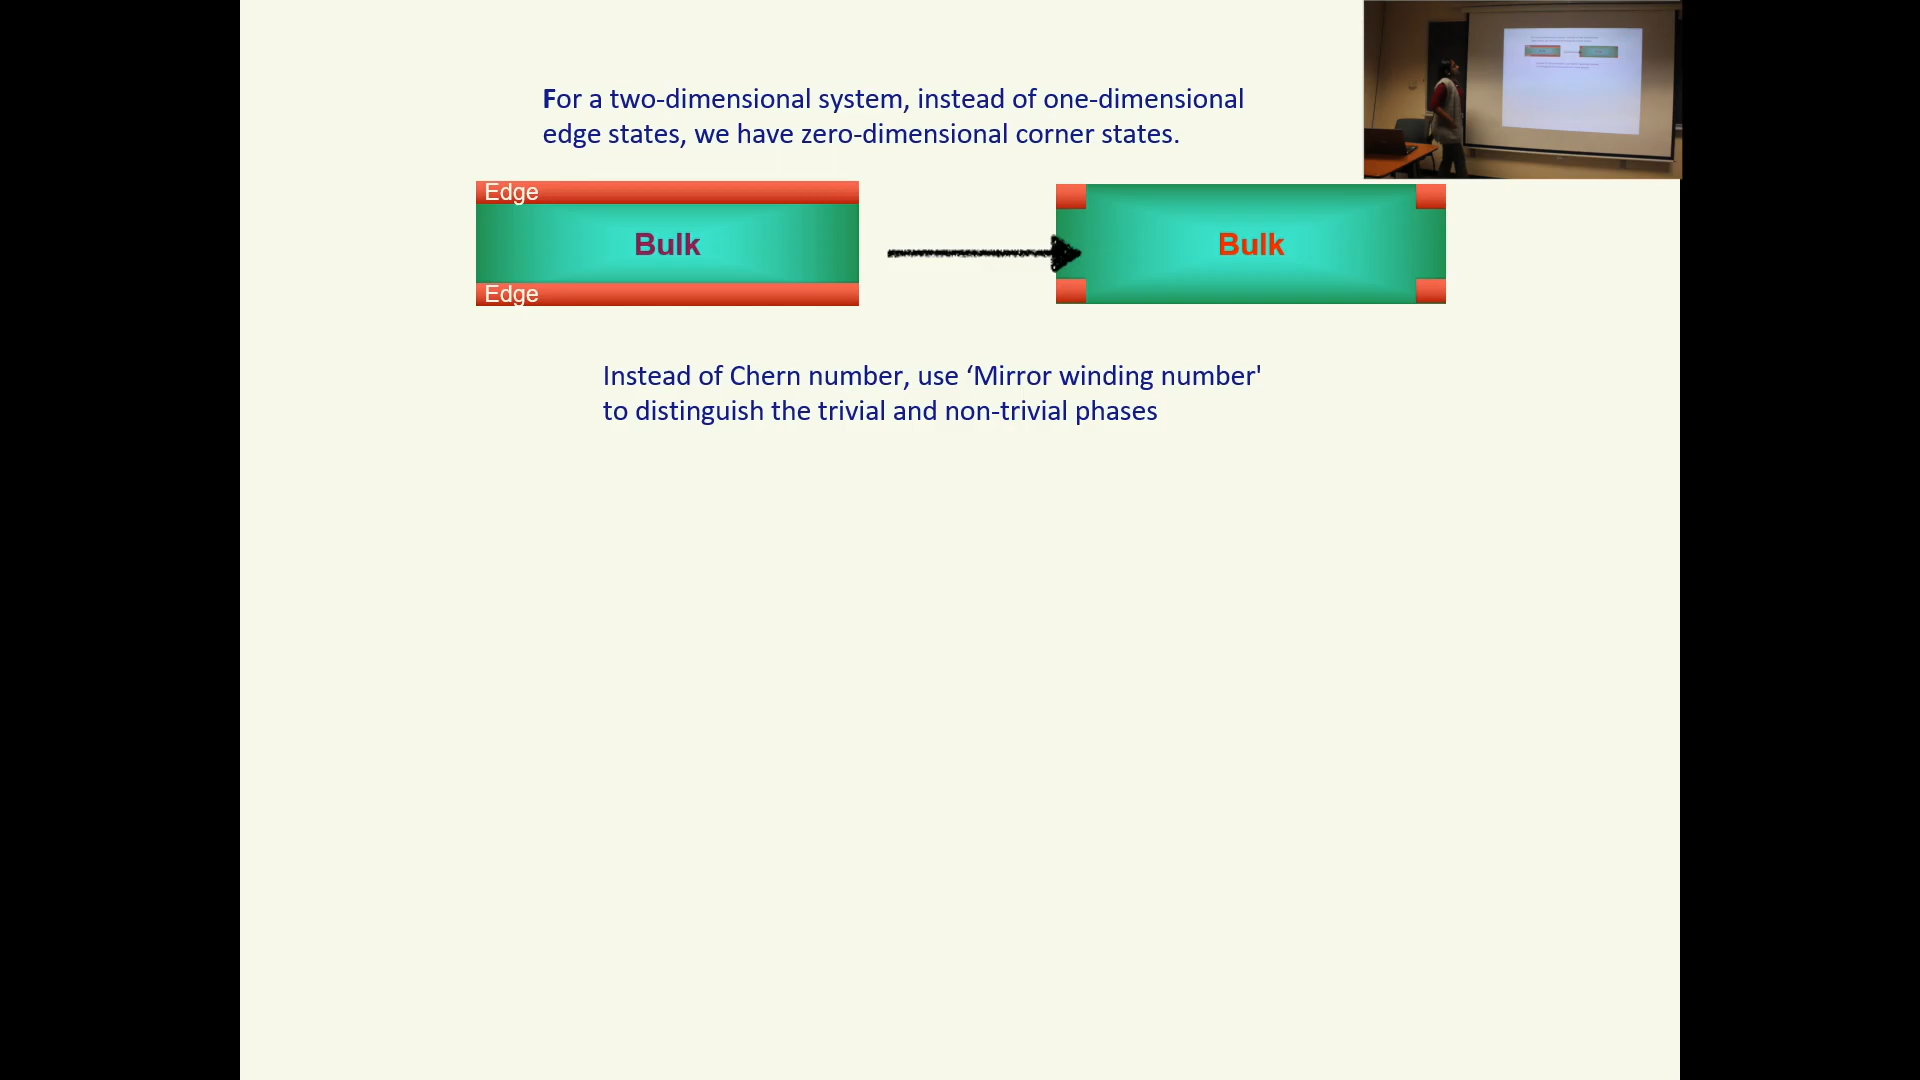 For a two-dimensional system, instead of one-dimensional
edge states, we have zero-dimensional corner states.
Edge
Bulk
Edge
Bulk
Instead of Chern number, use ‘Mirror winding number'
to distinguish the trivial and non-trivial phases